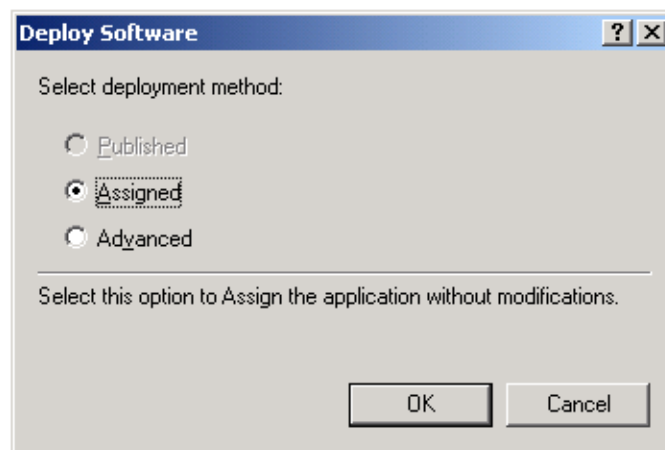 Deploy Software
Select deployment method:
Published
Assigned
Advanced
Select this option to Assign the application without modifications.
OK Cancel